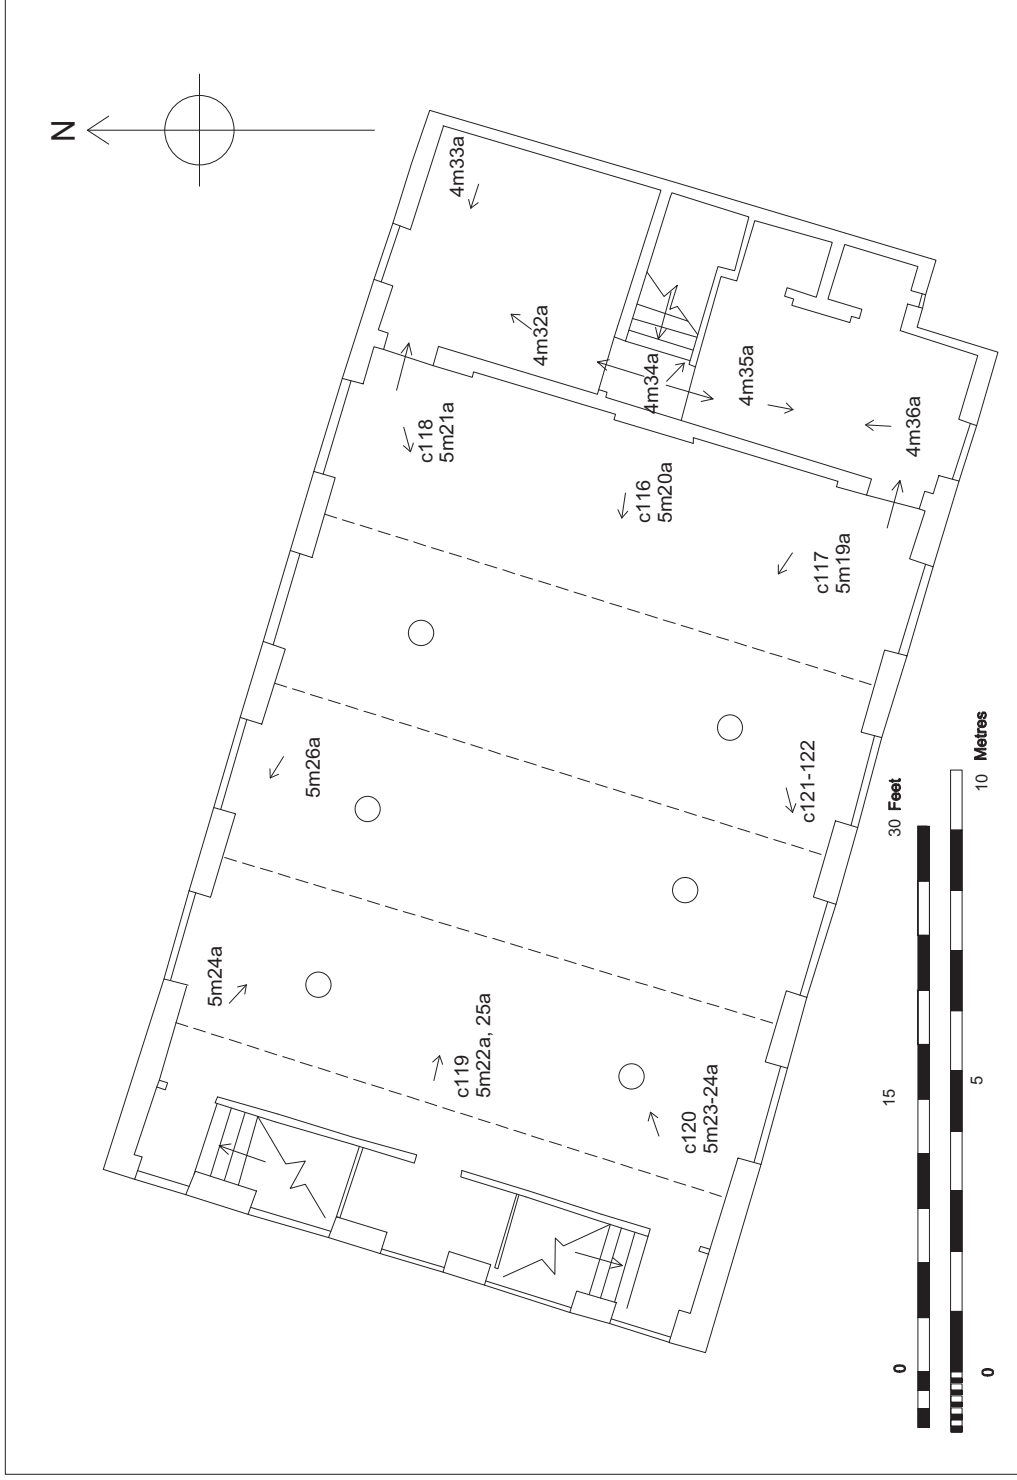 N
4m33a
4m32a
4m34a
4m35a
4m36a
c118
5m21a
c116
5m20a
c117
5m19a
5m26a
c121-122
5m24a
c119
5m22a, 25a
c120
5m23-24a
0
15
30 Feet
0
5
10 Metres